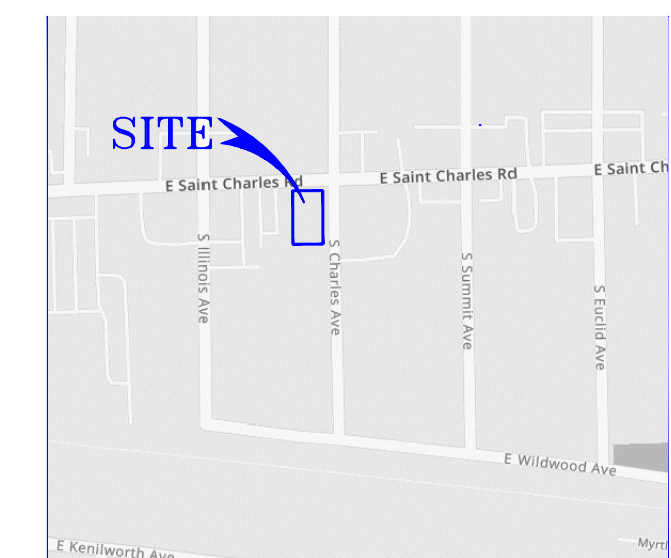 SITE
E Saint Charles Rd
E Saint Charles Rd
E Saint Ch
S Illinois Ave
S Charles Ave
S Summit Ave
S Euclid Ave
E Wildwood Ave
E Kenilworth Ave
Myrtl